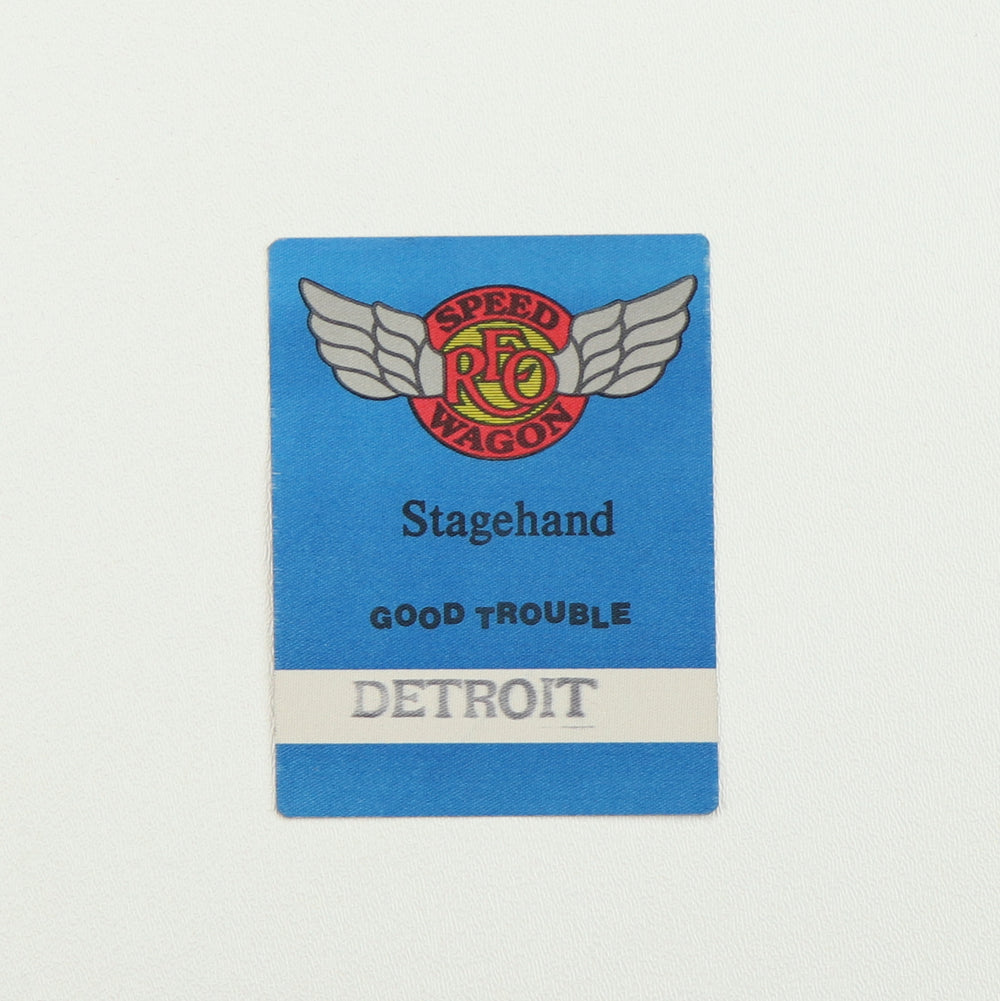 SPEED
REO
WAGON
Stagehand
GOOD TROUBLE
DETROIT